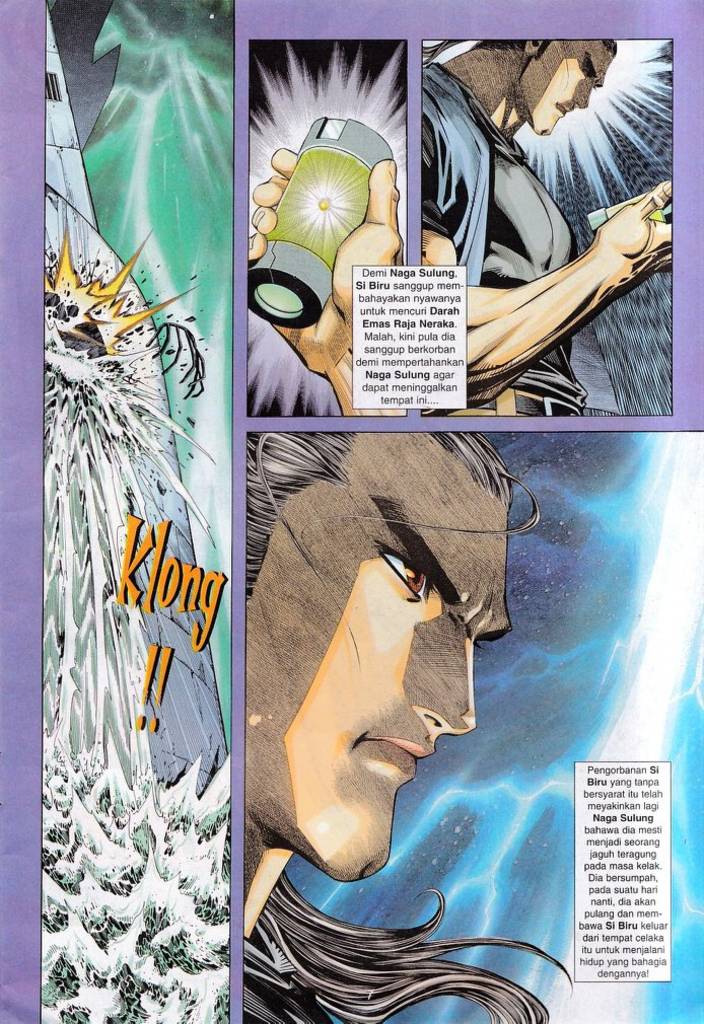 Demi Naga Sulung,
Si Biru sanggup mem-
bahayakan nyawanya
untuk mencuri Darah
Emas Raja Neraka.
Malah, kini pula dia
sanggup berkorban
demi mempertahankan
Naga Sulung agar
dapat meninggalkan
tempat ini....
Klong
!!
Pengorbanan Si
Biru yang tanpa
bersyarat itu telah
meyakinkan lagi
Naga Sulung
bahawa dia mesti
menjadi seorang
jaguh teragung
pada masa kelak.
Dia bersumpah,
pada suatu hari
nanti, dia akan
pulang dan mem-
bawa Si Biru keluar
dari tempat celaka
itu untuk menjalani
hidup yang bahagia
dengannya!